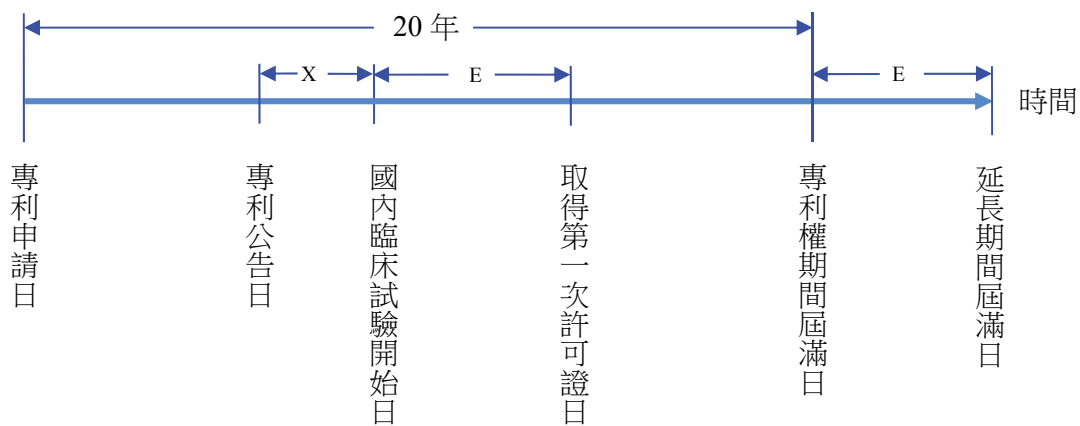 20 年
X
E
E
時間
專利申請日
專利公告日
國內臨床試驗開始日
取得第一次許可證日
專利權期間屆滿日
延長期間屆滿日